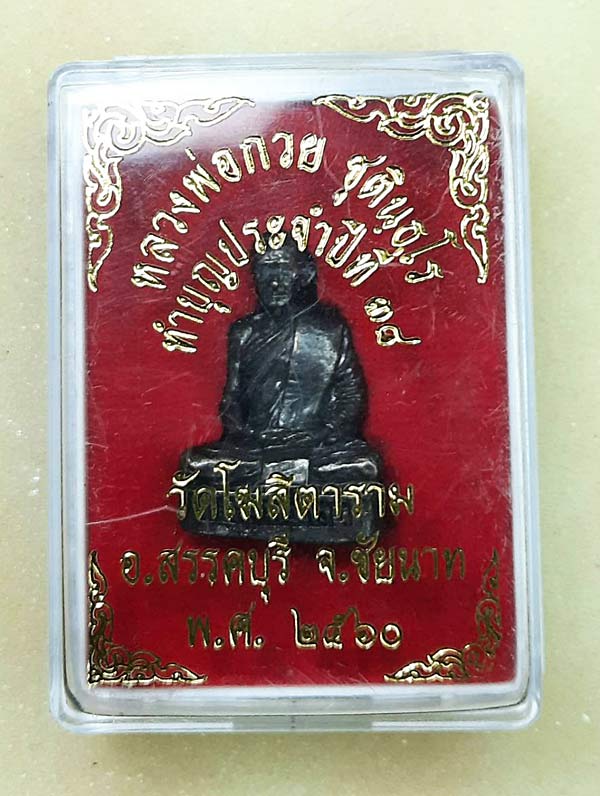 หลวงพ่อกวย ชุตินฺธโร
ทำบุญประจำปีที่ ๓๘
วัดโฆสิตาราม
อ.สรรคบุรี จ.ชัยนาท
พ.ศ. ๒๕๖๐